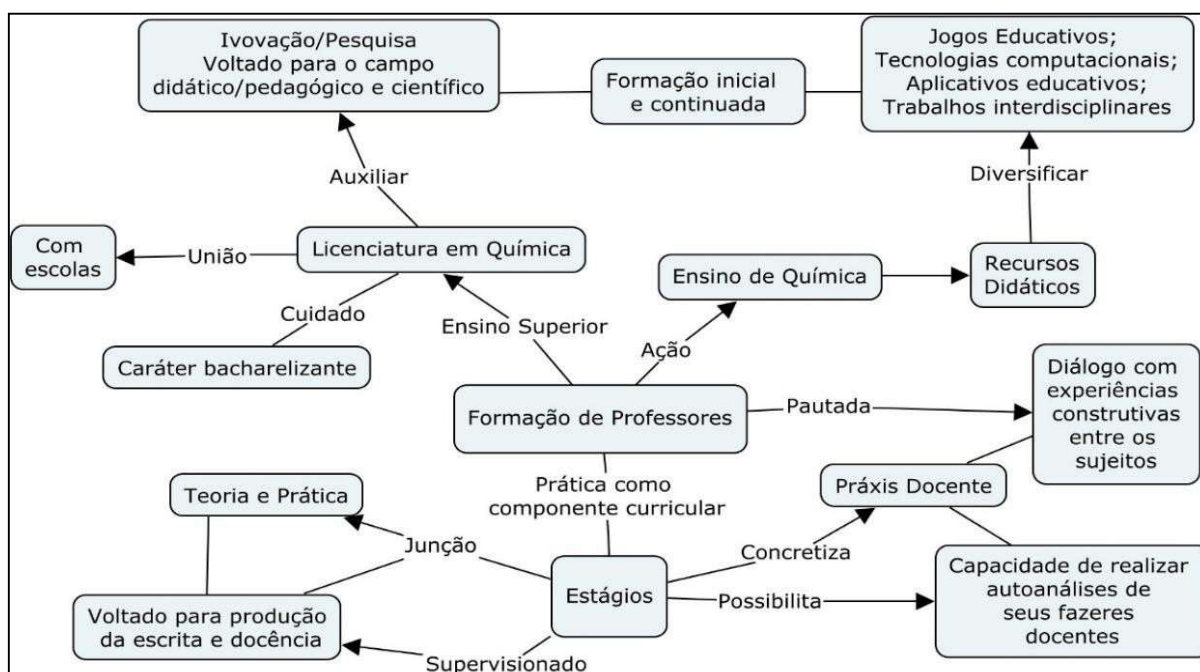 Ivovação/Pesquisa
Voltado para o campo
didático/pedagógico e científico
Formação inicial
e continuada
Jogos Educativos;
Tecnologias computacionais;
Aplicativos educativos;
Trabalhos interdisciplinares
Auxiliar
Diversificar
Com
escolas
União
Licenciatura em Química
Ensino de Química
Recursos
Didáticos
Cuidado
Ensino Superior
Ação
Caráter bacharelizante
Formação de Professores
Pautada
Diálogo com
experiências
construtivas
entre os
sujeitos
Teoria e Prática
Prática como
componente curricular
Práxis Docente
Junção
Concretiza
Estágios
Possibilita
Capacidade de realizar
autoanálises de
seus fazeres
docentes
Voltado para produção
da escrita e docência
Supervisionado